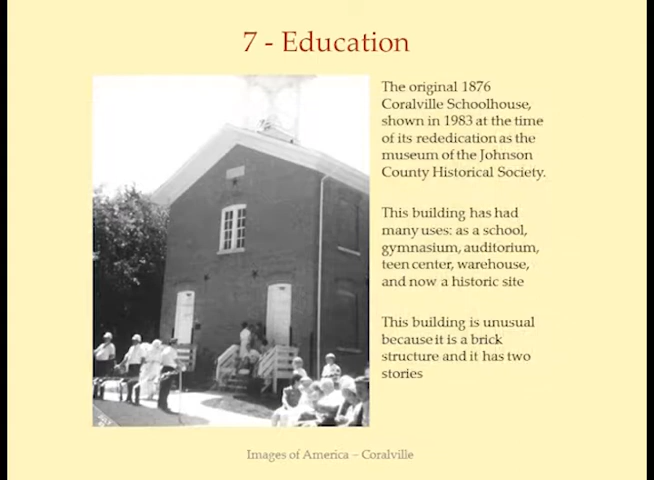 7 - Education
The original 1876
Coralville Schoolhouse,
shown in 1983 at the time
of its rededication as the
museum of the Johnson
County Historical Society.
This building has had
many uses: as a school,
gymnasium, auditorium,
teen center, warehouse,
and now a historic site
This building is unusual
because it is a brick
structure and it has two
stories
Images of America – Coralville